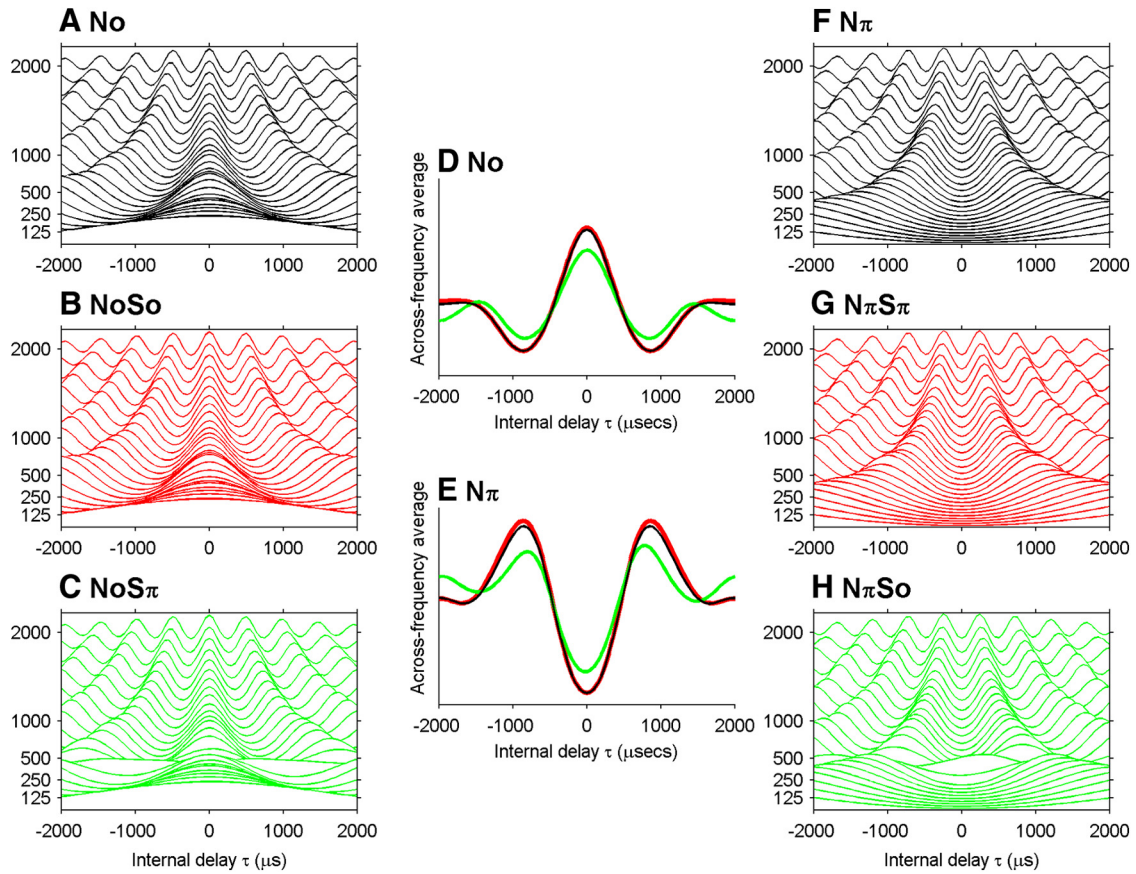 A No
2000
1000
500
250
125
-2000 -1000 0 1000 2000
B NoSo
2000
1000
500
250
125
-2000 -1000 0 1000 2000
C NoSπ
2000
1000
500
250
125
-2000 -1000 0 1000 2000
Internal delay τ (μs)
D No
Across-frequency average
-2000 -1000 0 1000 2000
Internal delay τ (μsecs)
E Nπ
Across-frequency average
-2000 -1000 0 1000 2000
Internal delay τ (μsecs)
F Nπ
2000
1000
500
250
125
-2000 -1000 0 1000 2000
G NπSπ
2000
1000
500
250
125
-2000 -1000 0 1000 2000
H NπSo
2000
1000
500
250
125
-2000 -1000 0 1000 2000
Internal delay τ (μs)